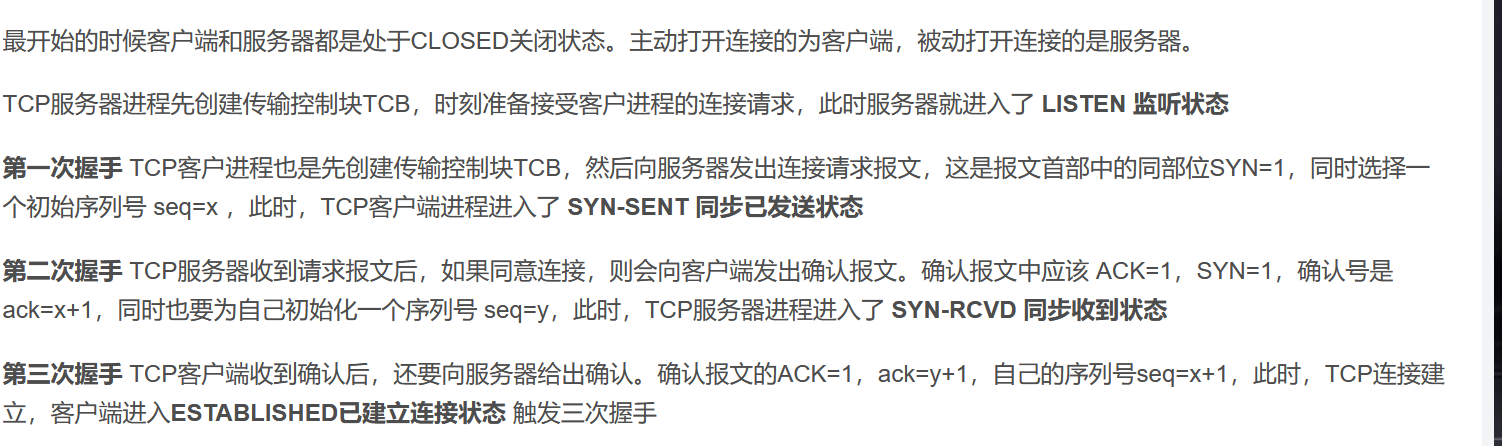 最开始的时候客户端和服务器都是处于CLOSED关闭状态。主动打开连接的为客户端，被动打开连接的是服务器。
TCP服务器进程先创建传输控制块TCB，时刻准备接受客户进程的连接请求，此时服务器就进入了 LISTEN 监听状态
第一次握手 TCP客户进程也是先创建传输控制块TCB，然后向服务器发出连接请求报文，这是报文首部中的同部位SYN=1，同时选择一
个初始序列号 seq=x ，此时，TCP客户端进程进入了 SYN-SENT 同步已发送状态
第二次握手 TCP服务器收到请求报文后，如果同意连接，则会向客户端发出确认报文。确认报文中应该 ACK=1，SYN=1，确认号是
ack=x+1，同时也要为自己初始化一个序列号 seq=y，此时，TCP服务器进程进入了 SYN-RCVD 同步收到状态
第三次握手 TCP客户端收到确认后，还要向服务器给出确认。确认报文的ACK=1，ack=y+1，自己的序列号seq=x+1，此时，TCP连接建
立，客户端进入ESTABLISHED已建立连接状态 触发三次握手